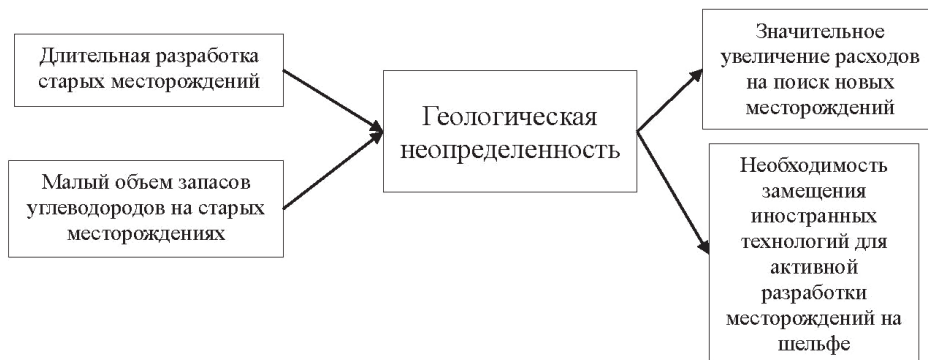 Длительная разработка
старых месторождений
Малый объем запасов
углеводородов на старых
месторождениях
Геологическая
неопределенность
Значительное
увеличение расходов
на поиск новых
месторождений
Необходимость
замещения
иностранных
технологий для
активной
разработки
месторождений на
шельфе